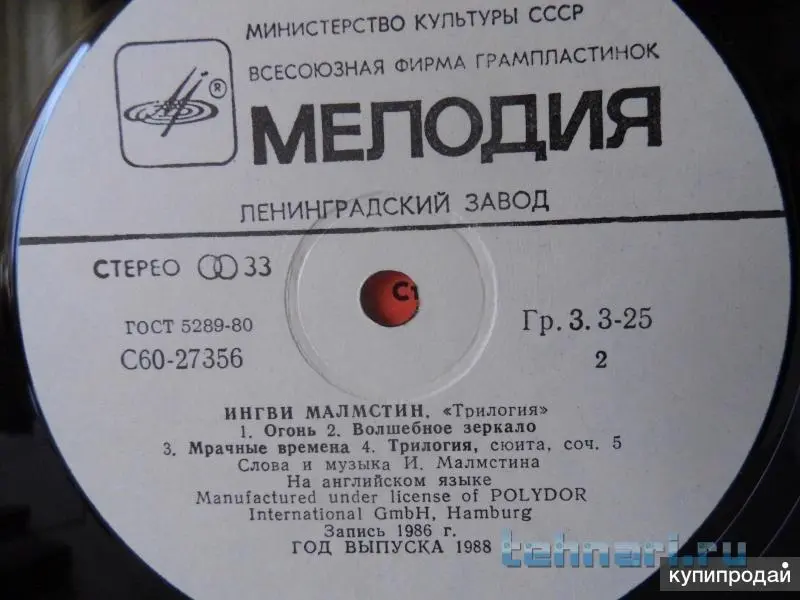 МИНИСТЕРСТВО КУЛЬТУРЫ СССР
ВСЕСОЮЗНАЯ ФИРМА ГРАМПЛАСТИНОК
®
МЕЛОДИЯ
ЛЕНИНГРАДСКИЙ ЗАВОД
СТЕРЕО 33
Ст
ГОСТ 5289-80
Гр. 3. 3-25
С60-27356
2
ИНГВИ МАЛМСТИН, «Трилогия»
1. Огонь 2. Волшебное зеркало
3. Мрачные времена 4. Трилогия, сюита, соч. 5
Слова и музыка И. Малмстина
На английском языке
Manufactured under license of POLYDOR
International GmbH, Hamburg
Запись 1986 г.
ГОД ВЫПУСКА 1988
tehnari.ru
купипродай